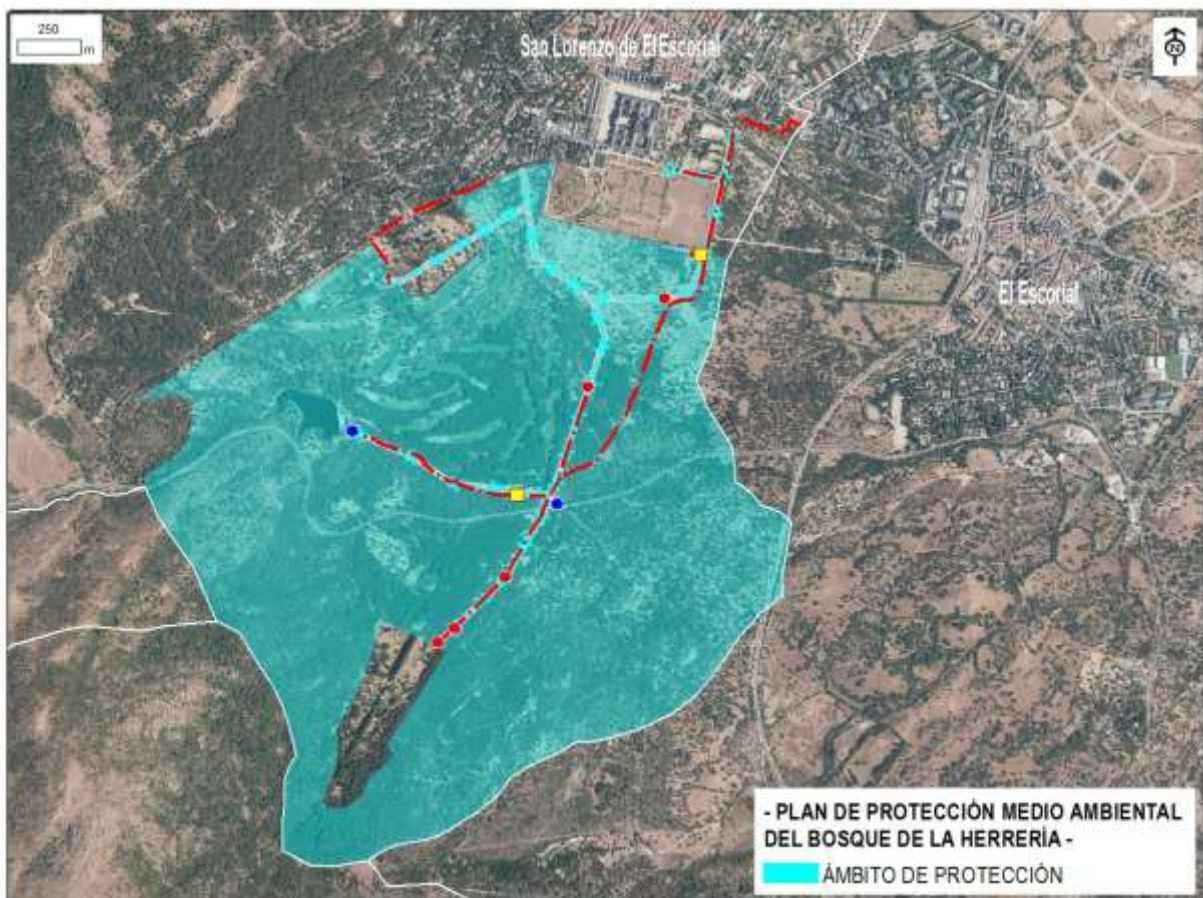 250
m
San Lorenzo de El Escorial
El Escorial
- PLAN DE PROTECCIÓN MEDIO AMBIENTAL
DEL BOSQUE DE LA HERRERÍA -
ÁMBITO DE PROTECCIÓN